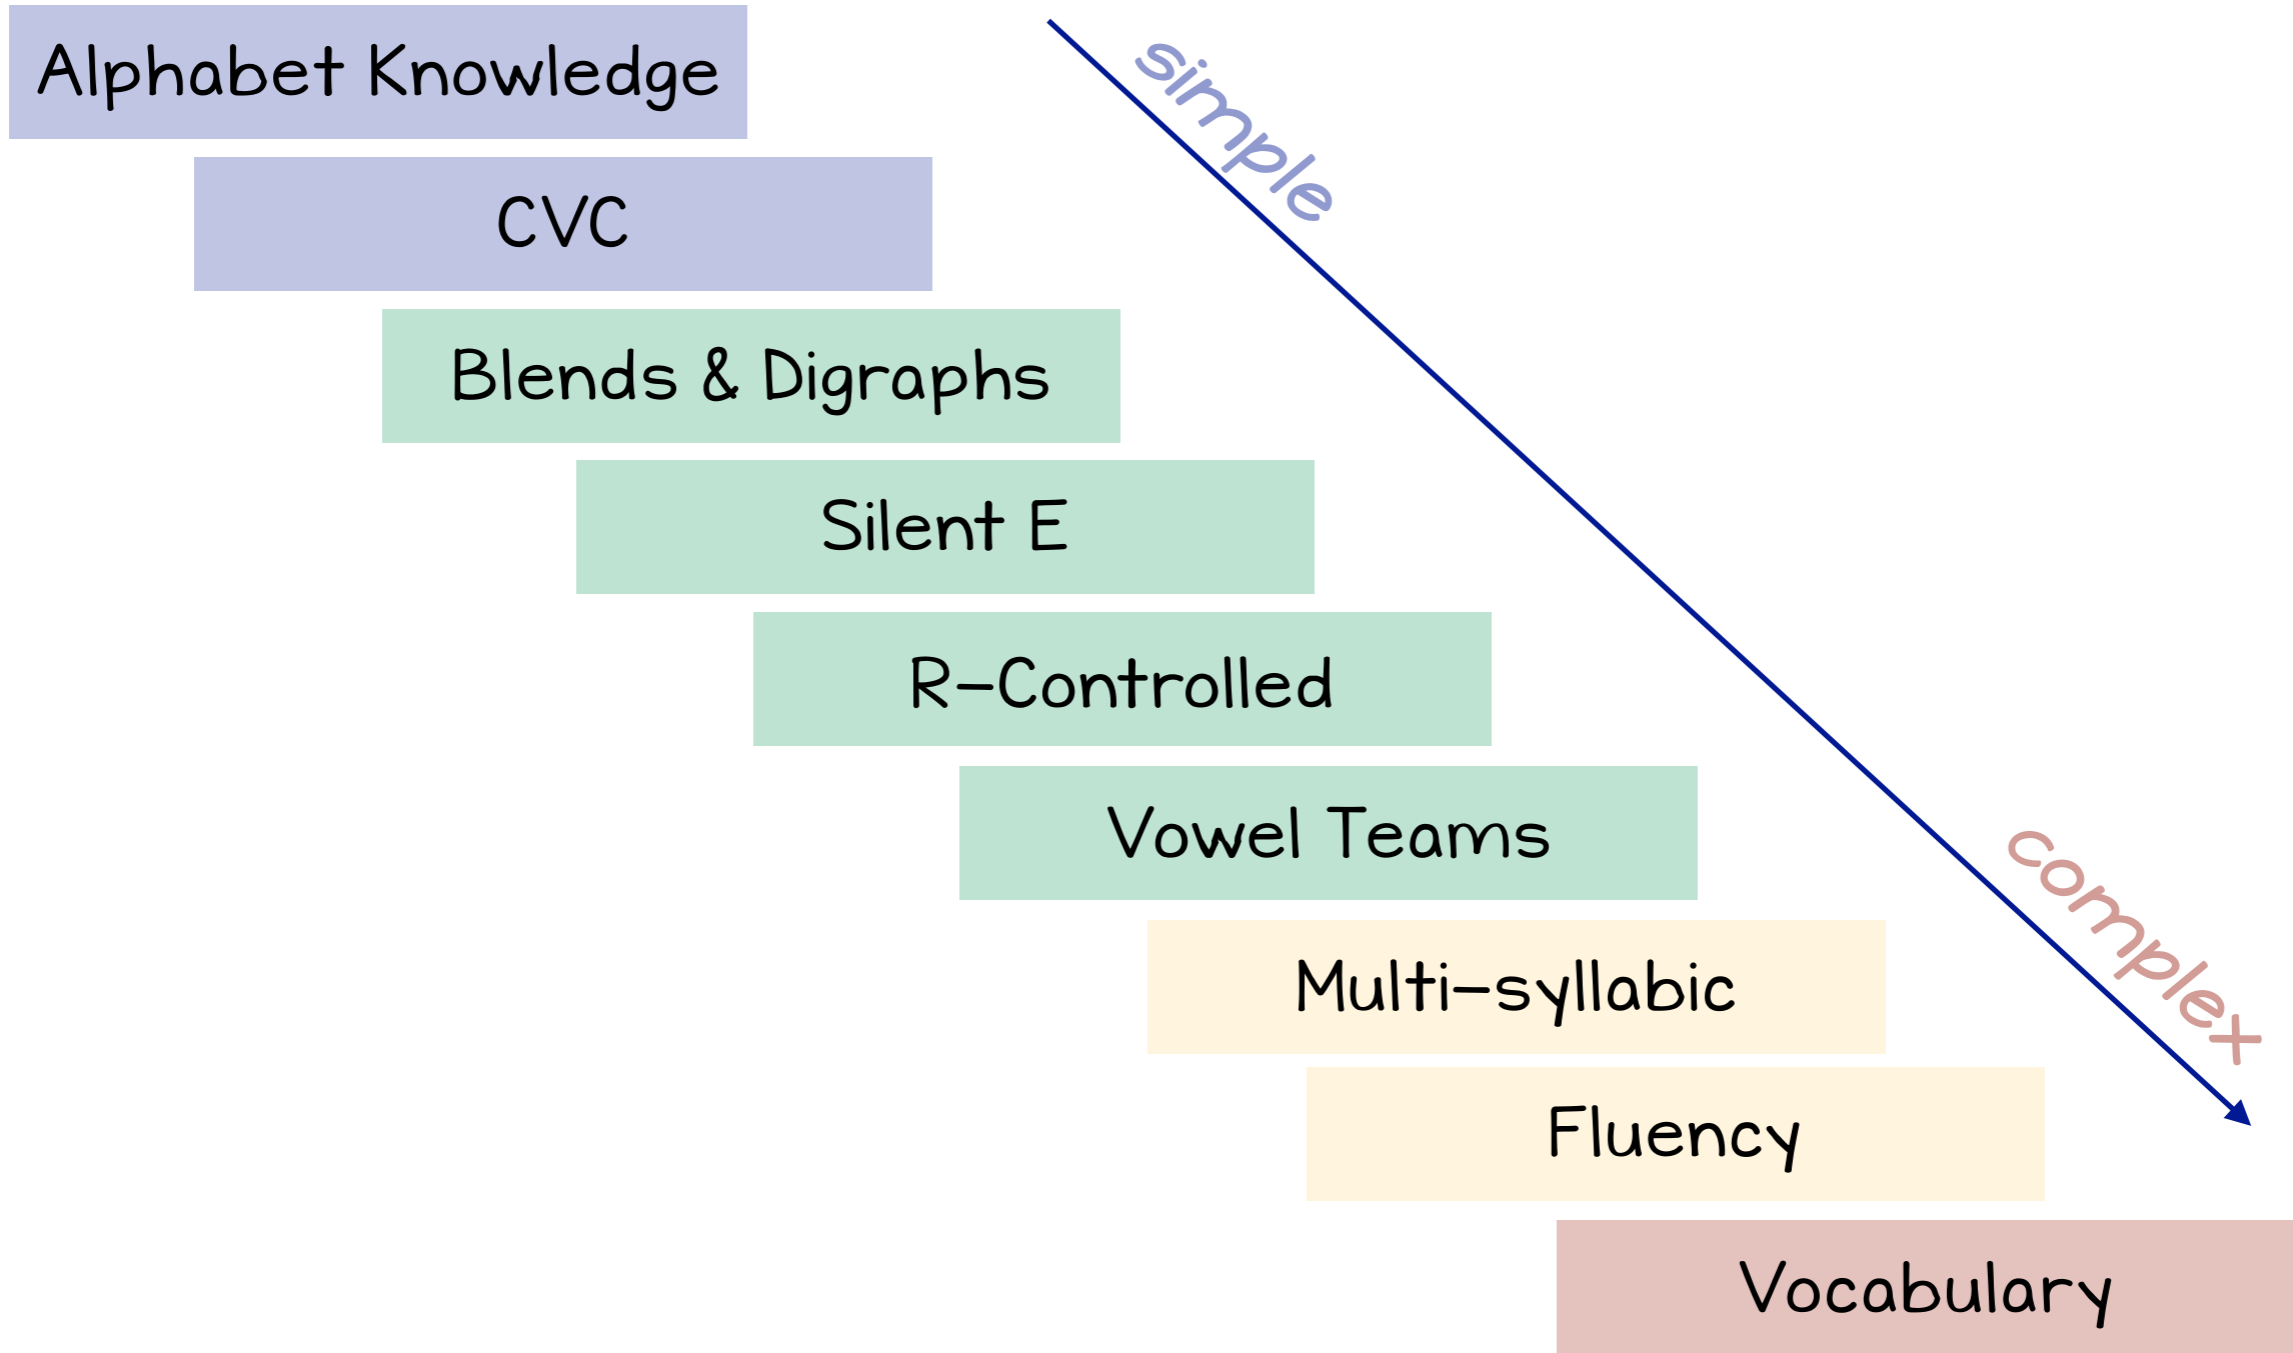 Alphabet Knowledge
simple
CVC
Blends & Digraphs
Silent E
R-Controlled
Vowel Teams
complex
Multi-syllabic
Fluency
Vocabulary